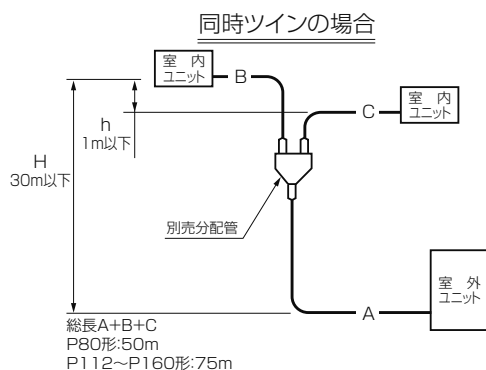 同時ツインの場合
室 内
ユニット
B
室 内
ユニット
C
h
1m以下
H
30m以下
別売分配管
室 外
ユニット
A
総長A+B+C
P80形:50m
P112～P160形:75m